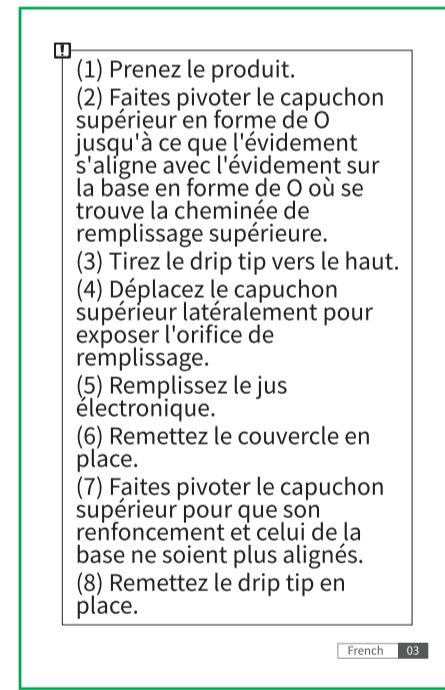 (1) Prenez le produit.
(2) Faites pivoter le capuchon
supérieur en forme de O
jusqu'à ce que l'évidement
s'aligne avec l'évidement sur
la base en forme de O où se
trouve la cheminée de
remplissage supérieure.
(3) Tirez le drip tip vers le haut.
(4) Déplacez le capuchon
supérieur latéralement pour
exposer l'orifice de
remplissage.
(5) Remplissez le jus
électronique.
(6) Remettez le couvercle en
place.
(7) Faites pivoter le capuchon
supérieur pour que son
renfoncement et celui de la
base ne soient plus alignés.
(8) Remettez le drip tip en
place.
French 03